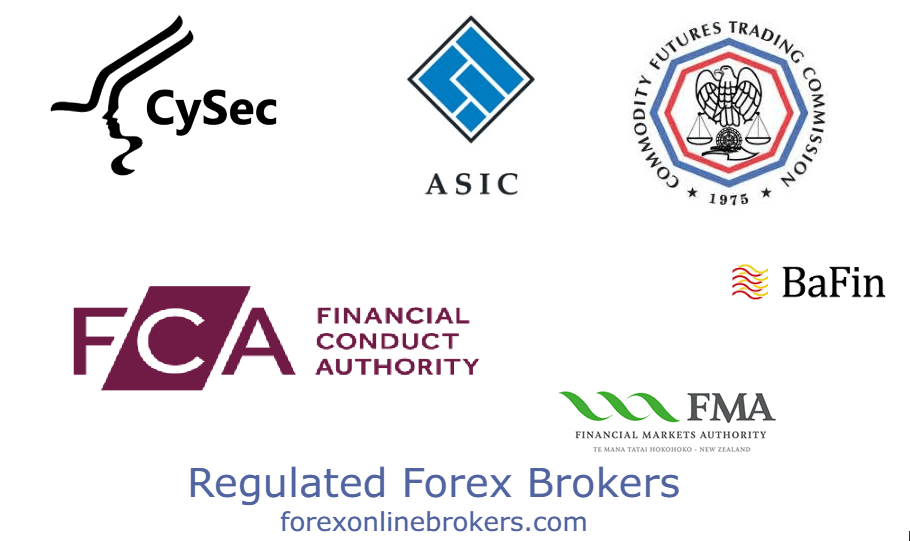 CySec
ASIC
COMMODITY FUTURES TRADING COMMISSION
★ 1975 ★
BaFin
FCA
FINANCIAL
CONDUCT
AUTHORITY
FMA
FINANCIAL MARKETS AUTHORITY
TE MANA TATAI HOKOHOKO - NEW ZEALAND
Regulated Forex Brokers
forexonlinebrokers.com